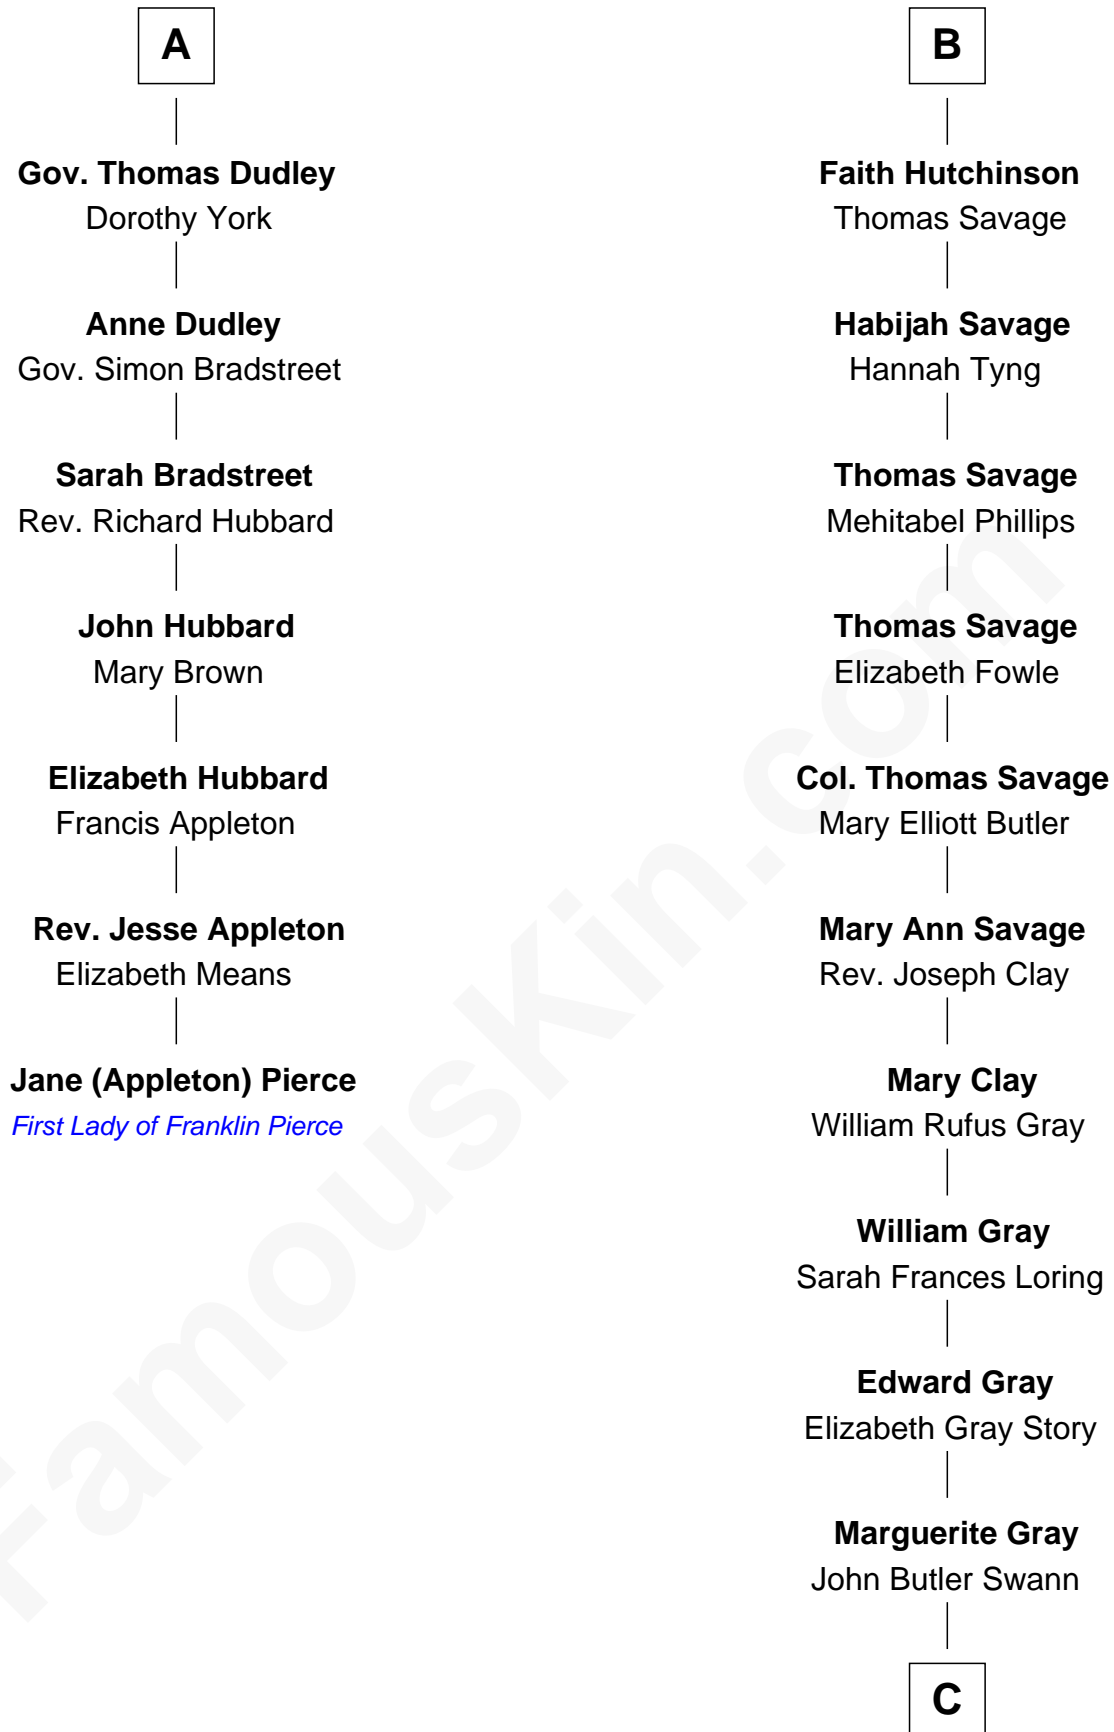 A
Gov. Thomas Dudley
Dorothy York
Anne Dudley
Gov. Simon Bradstreet
Sarah Bradstreet
Rev. Richard Hubbard
John Hubbard
Mary Brown
Elizabeth Hubbard
Francis Appleton
Rev. Jesse Appleton
Elizabeth Means
Jane (Appleton) Pierce
First Lady of Franklin Pierce
B
Faith Hutchinson
Thomas Savage
Habijah Savage
Hannah Tyng
Thomas Savage
Mehitabel Phillips
Thomas Savage
Elizabeth Fowle
Col. Thomas Savage
Mary Elliott Butler
Mary Ann Savage
Rev. Joseph Clay
Mary Clay
William Rufus Gray
William Gray
Sarah Frances Loring
Edward Gray
Elizabeth Gray Story
Marguerite Gray
John Butler Swann
C
FamousKin.com